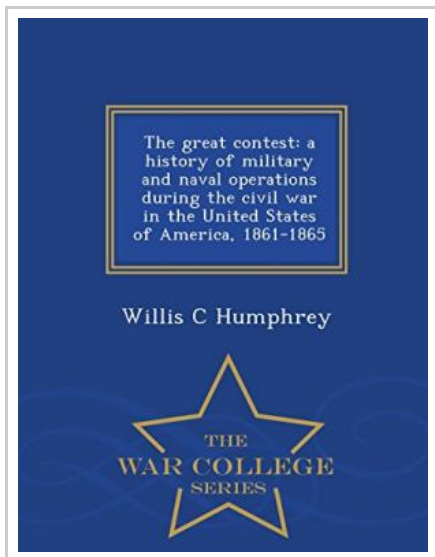 The great contest: a
history of military
and naval operations
during the civil war
in the United States
of America, 1861-1865
Willis C Humphrey
THE
WAR COLLEGE
SERIES